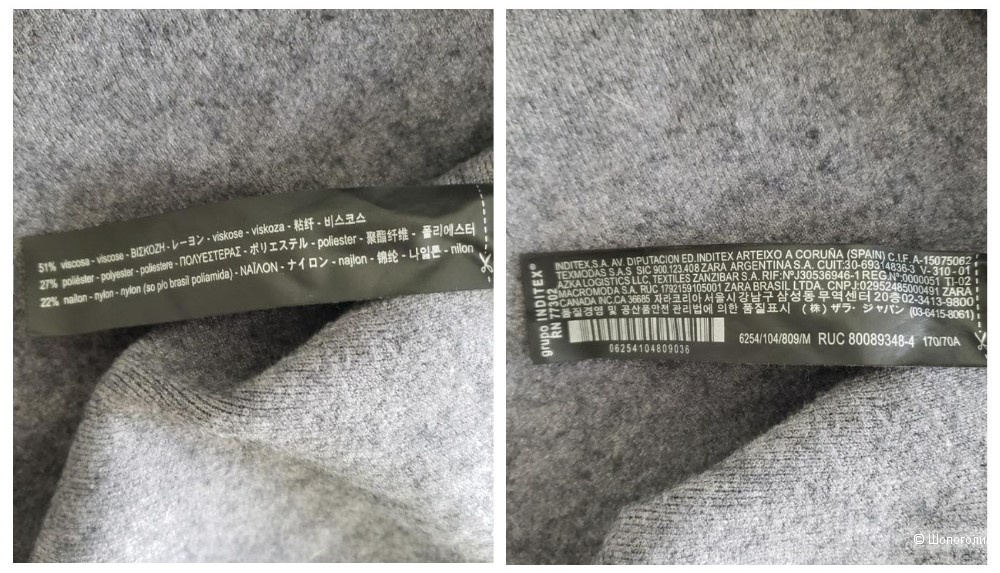 51% viscosa - viscose - ΒΙΣΚΟΖΗ - レーヨン - viskose - viskoza - 粘纤 - 비스코스
27% poliéster - polyester - poliestere - ΠΟΛΥΕΣΤΕΡΑΣ - ポリエステル - poliester - 聚酯纤维 - 폴리에스터
22% nailon - nylon - nylon (so p/o brasil poliamida) - ΝΑΪΛΟΝ - ナイロン - najlon - 锦纶 - 나일론 - nilon
grupo INDITEX®
RN 77302
INDITEX,S.A. AV. DIPUTACION ED.INDITEX ARTEIXO A CORUÑA (SPAIN) C.I.F. A-15075062
TEXMODAS S.A.S SIC 900.123.408 ZARA ARGENTINA S.A. CUIT:30-69314836-3 V-310-01
AZKA LOGISTICS LLC. TEXTILES ZANZIBAR S.A. RIF:NºJ30536946-1 REG.Nº0000051 TI-02
MACROMODA S.A. RUC 1792159105001 ZARA BRASIL LTDA. CNPJ:02952485000491 ZARA
CANADA INC.CA 36685 자라코리아 서울시 강남구 삼성동 무역센터 20층 02-3413-9800
품질경영 및 공산품안전 관리법에 의한 품질표시 (株) ザラ・ジャパン (03-6415-8061)
06254104809036
6254/104/809/M RUC 80089348-4 170/70A
© Шопоголи